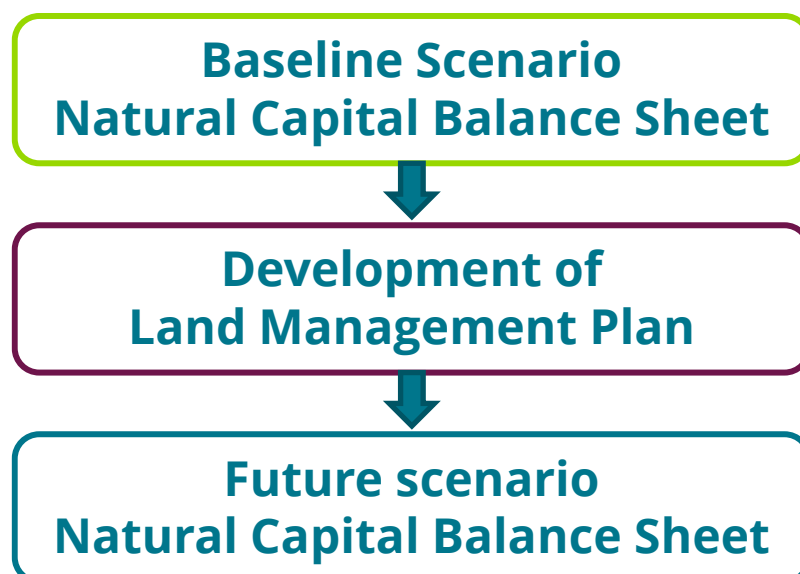 Baseline Scenario
Natural Capital Balance Sheet
Development of
Land Management Plan
Future scenario
Natural Capital Balance Sheet